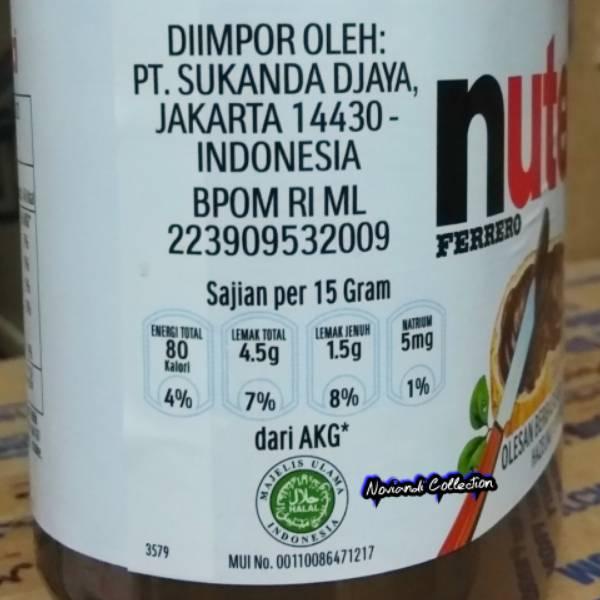 DIIMPOR OLEH:
PT. SUKANDA DJAYA,
JAKARTA 14430 -
INDONESIA
BPOM RI ML
223909532009
Sajian per 15 Gram
ENERGI TOTAL
80
Kalori
4%
LEMAK TOTAL
4.5g
7%
LEMAK JENUH
1.5g
8%
NATRIUM
5mg
1%
dari AKG*
MAJELIS ULAMA
حلال
HALAL
INDONESIA
MUI No. 00110086471217
3579
nute
FERRERO
OLESAN
Noviandi Collection